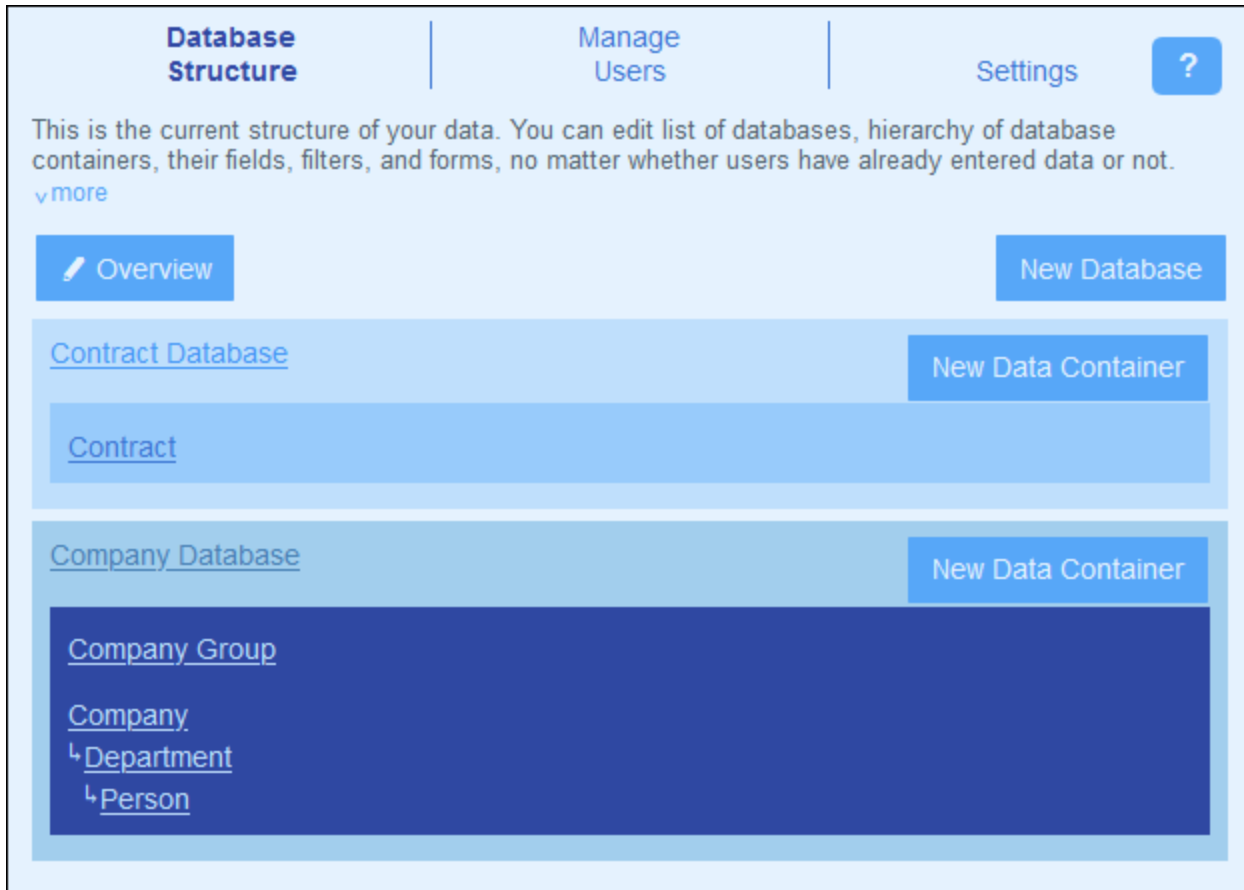 Database
Structure
Manage
Users
Settings
?
This is the current structure of your data. You can edit list of databases, hierarchy of database
containers, their fields, filters, and forms, no matter whether users have already entered data or not.
more
Overview
New Database
Contract Database
New Data Container
Contract
Company Database
New Data Container
Company Group
Company
Department
Person